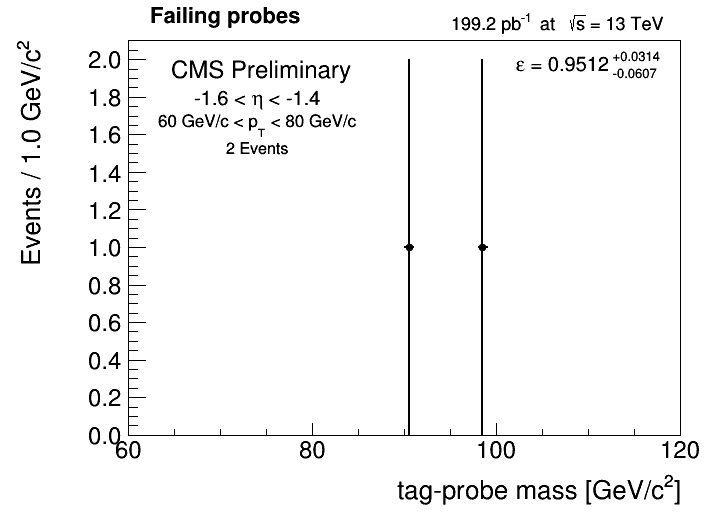 Failing probes
199.2 pb⁻¹ at √s = 13 TeV
CMS Preliminary
-1.6 < η < -1.4
60 GeV/c < p_T < 80 GeV/c
2 Events
ε = 0.9512 +0.0314 -0.0607
Events / 1.0 GeV/c²
2.0
1.8
1.6
1.4
1.2
1.0
0.8
0.6
0.4
0.2
0.0
60 80 100 120
tag-probe mass [GeV/c²]